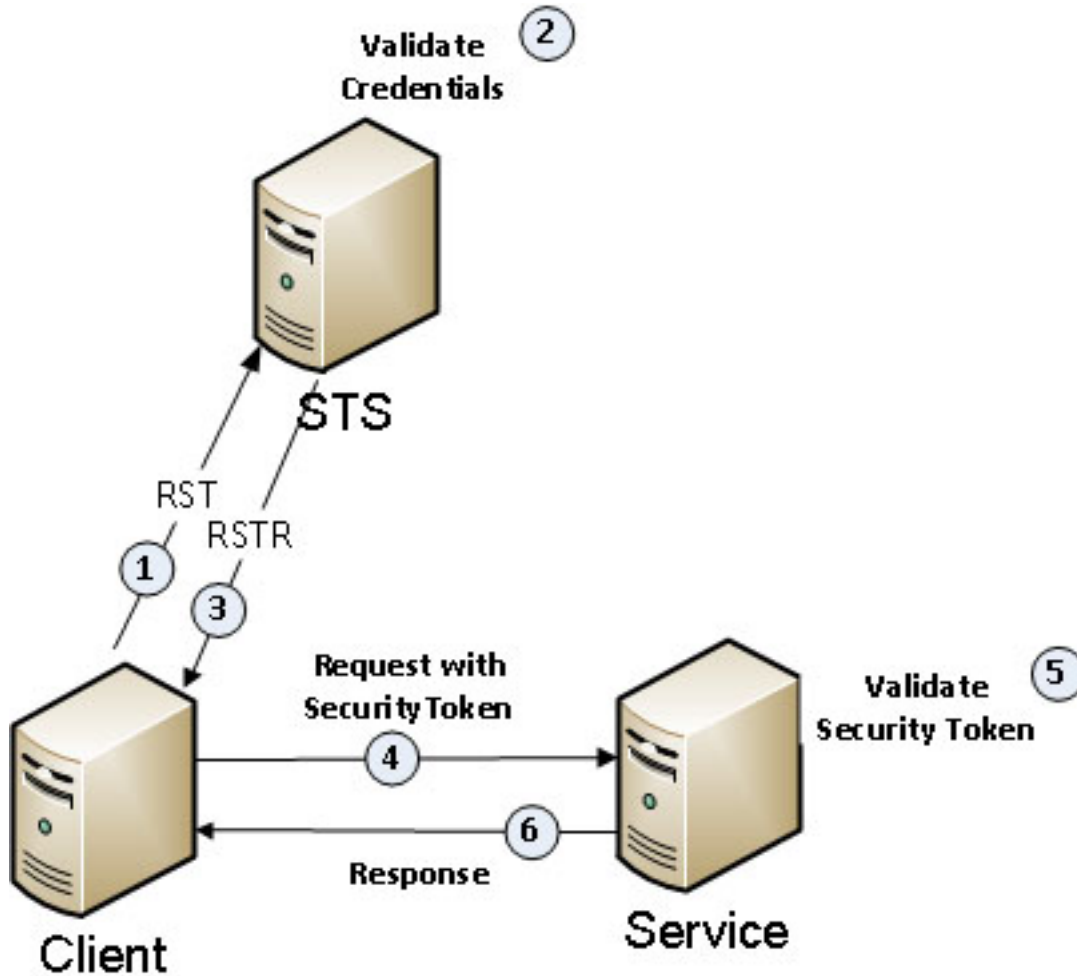 Validate
Credentials
2
STS
RST
RSTR
1
3
Request with
Security Token
4
Validate
Security Token
5
6
Response
Client
Service